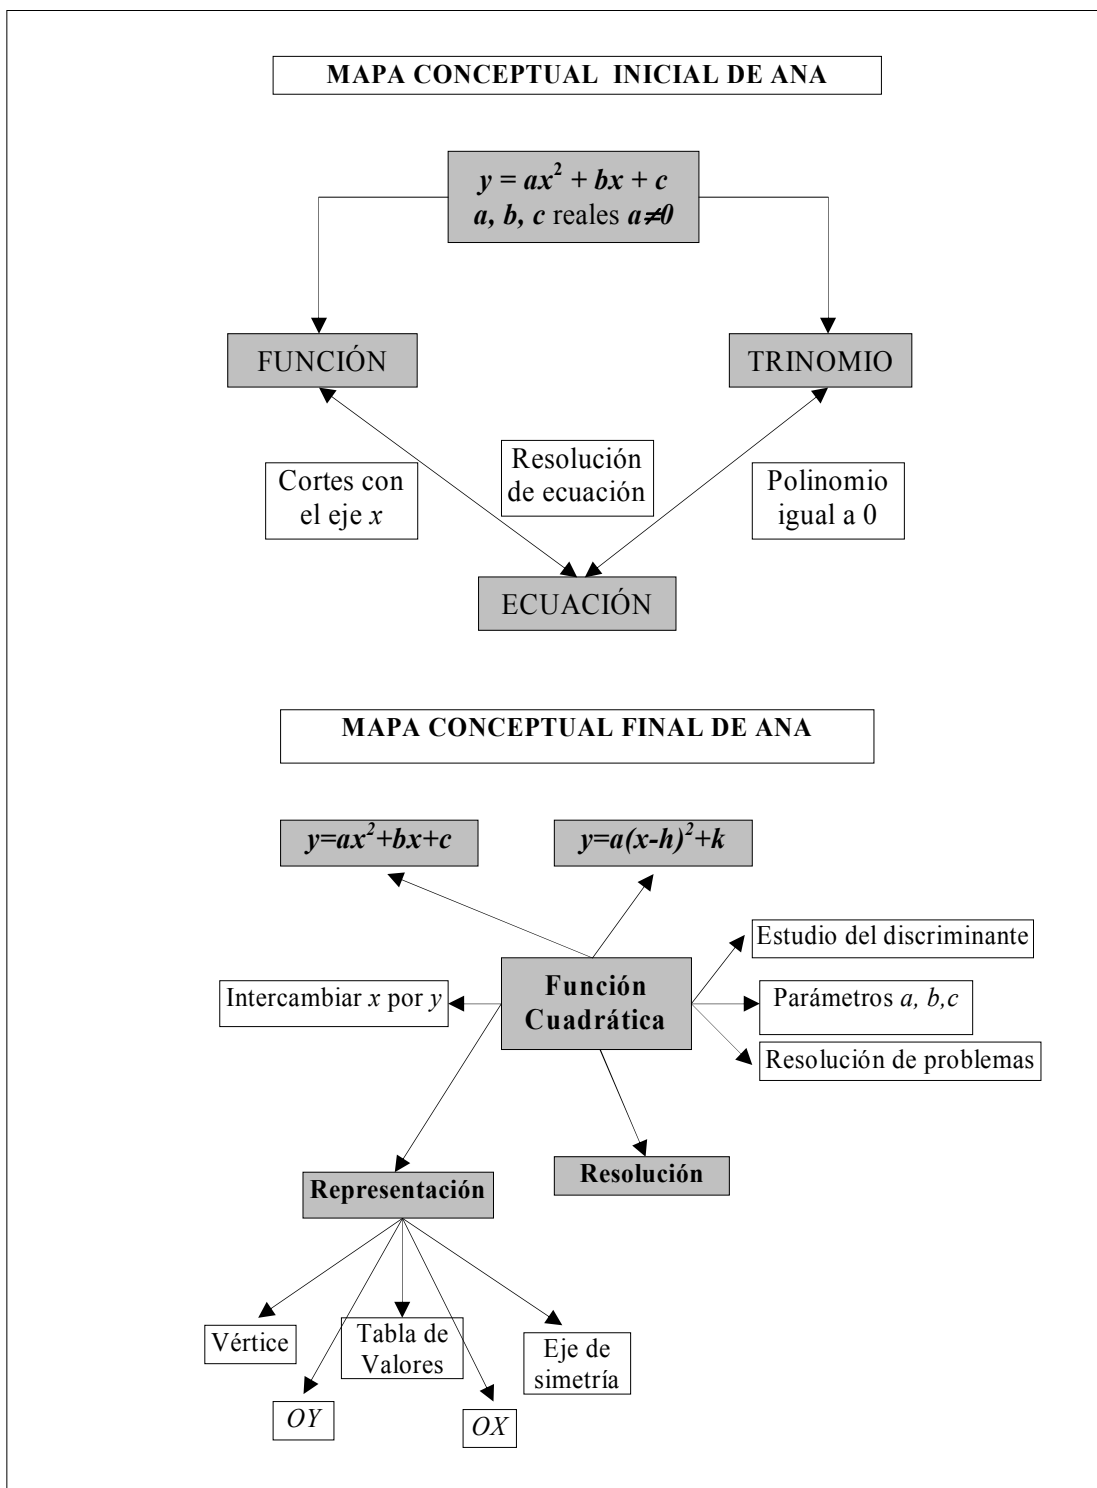 MAPA CONCEPTUAL INICIAL DE ANA
y = ax² + bx + c
a, b, c reales a≠0
FUNCIÓN
TRINOMIO
Cortes con
el eje x
Resolución
de ecuación
Polinomio
igual a 0
ECUACIÓN
MAPA CONCEPTUAL FINAL DE ANA
y=ax²+bx+c
y=a(x-h)²+k
Estudio del discriminante
Intercambiar x por y
Función
Cuadrática
Parámetros a, b,c
Resolución de problemas
Representación
Resolución
Vértice
Tabla de
Valores
Eje de
simetría
OY
OX